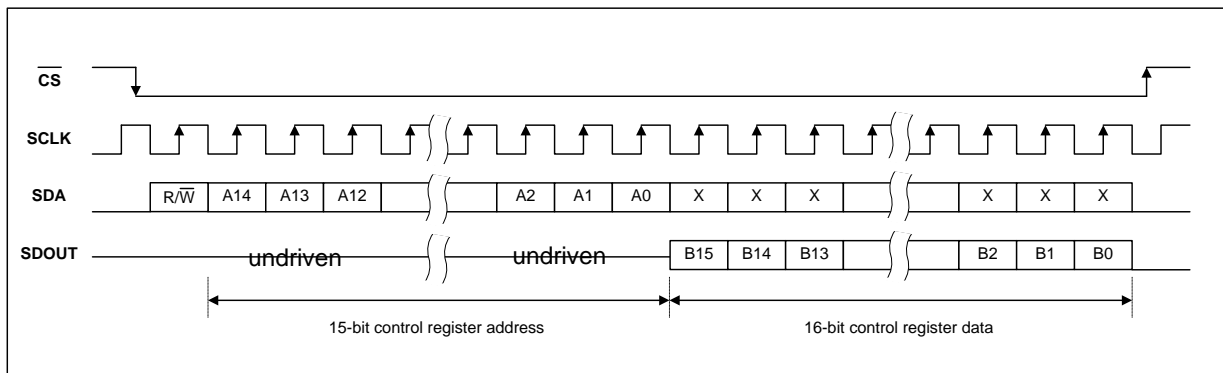 CS
SCLK
SDA R/W A14 A13 A12 A2 A1 A0 X X X X X X
SDOUT undriven undriven B15 B14 B13 B2 B1 B0
15-bit control register address 16-bit control register data